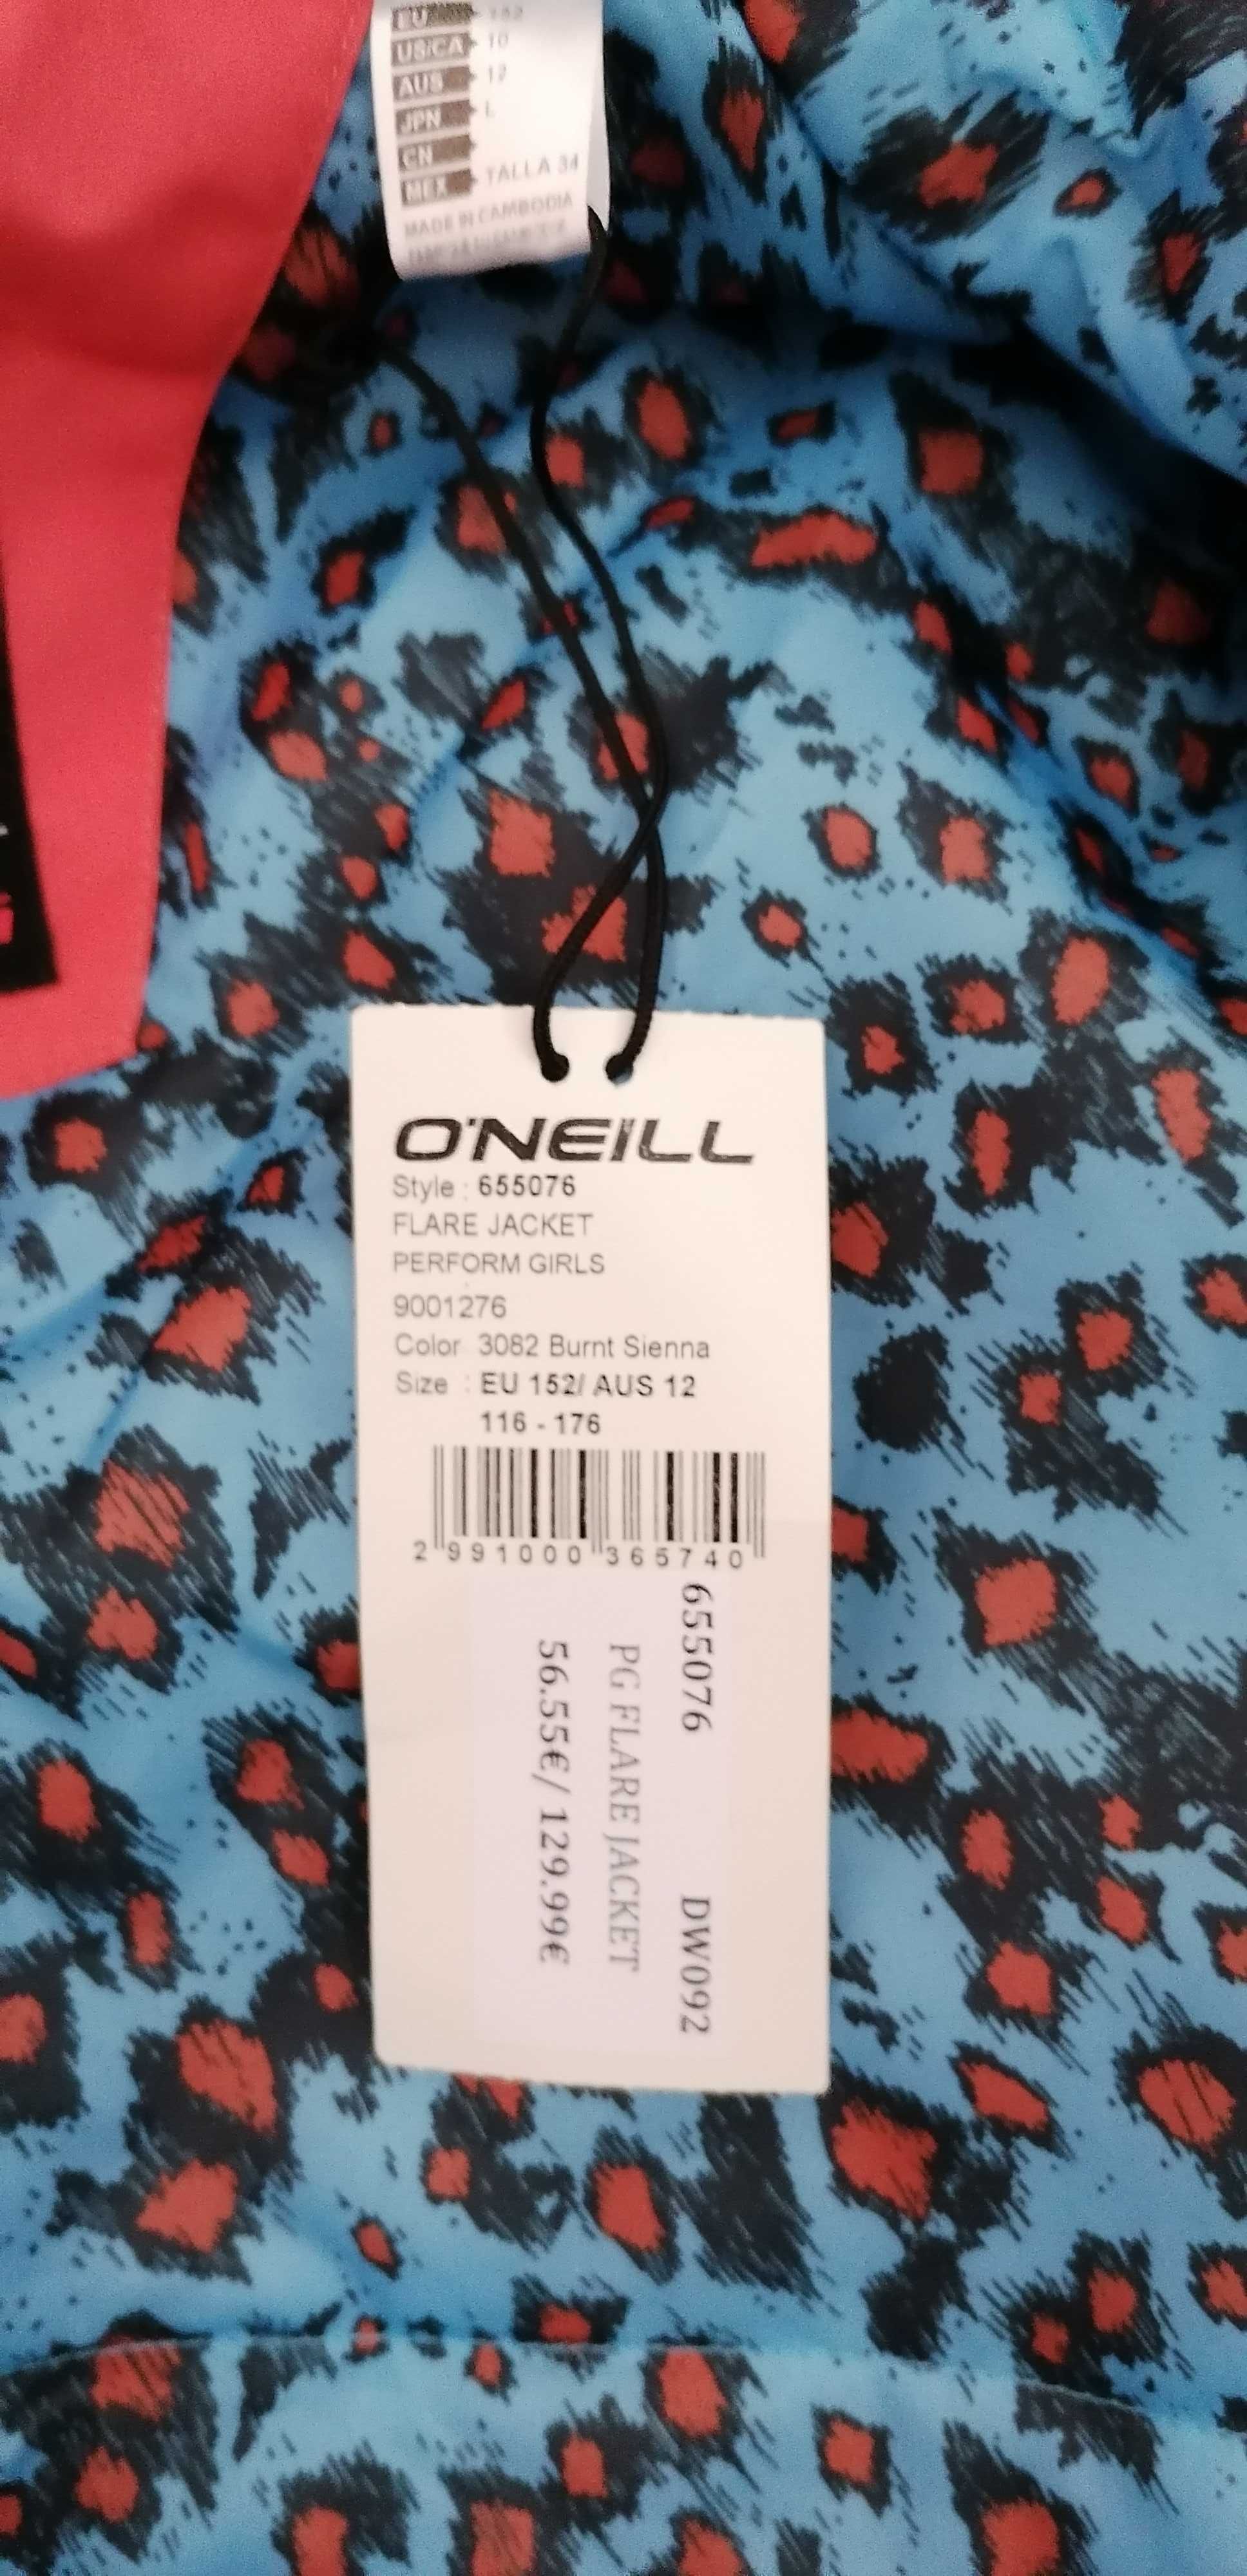 EU 152
US/CA 10
AUS 12
JPN L
CN
MEX TALLA 34
MADE IN CAMBODIA
O'NEILL
Style : 655076
FLARE JACKET
PERFORM GIRLS
9001276
Color 3082 Burnt Sienna
Size : EU 152/ AUS 12
116 - 176
2 991000 365740
655076 DW092
PG FLARE JACKET
56.55€/ 129.99€